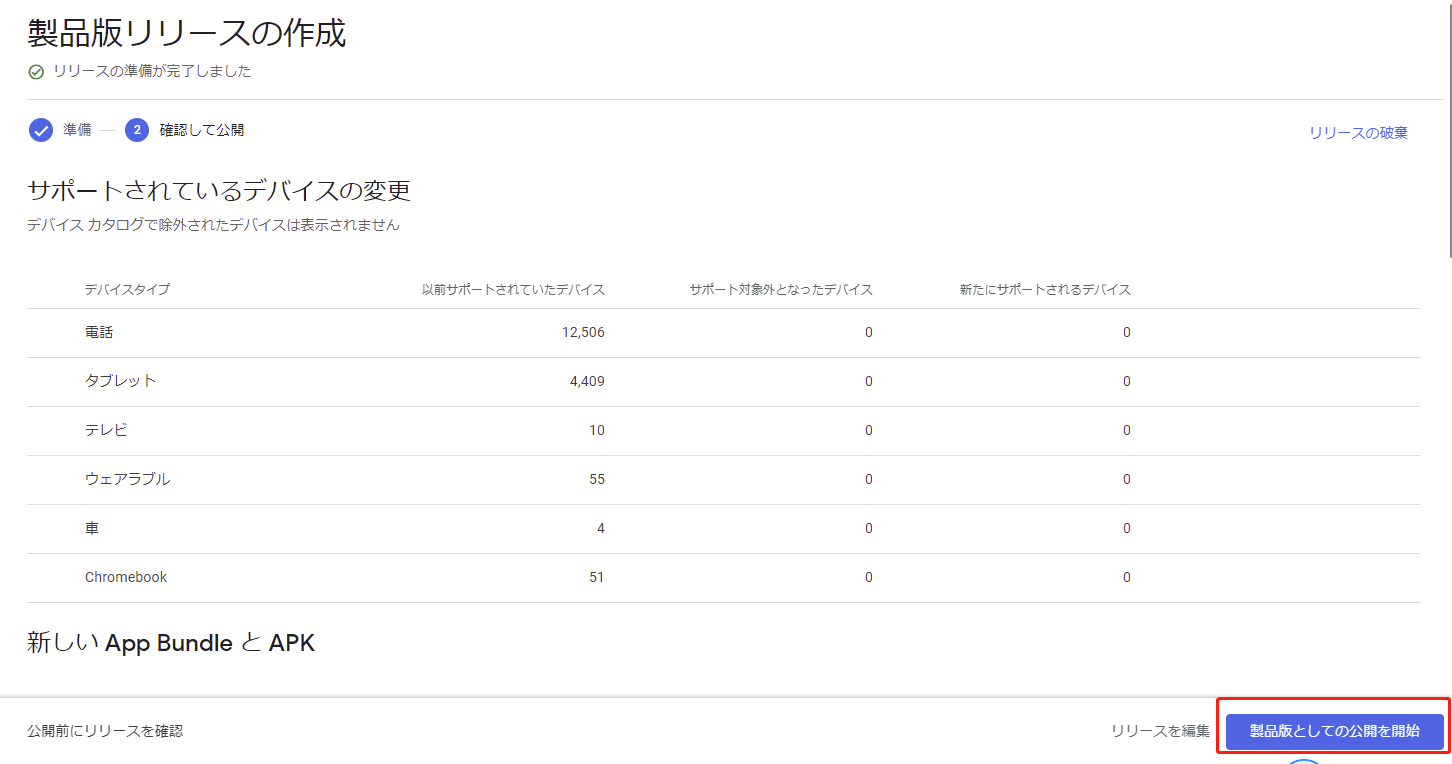 製品版リリースの作成
リリースの準備が完了しました
準備 2 確認して公開
リリースの破棄
サポートされているデバイスの変更
デバイス カタログで除外されたデバイスは表示されません
デバイスタイプ 以前サポートされていたデバイス サポート対象外となったデバイス 新たにサポートされるデバイス
電話 12,506 0 0
タブレット 4,409 0 0
テレビ 10 0 0
ウェアラブル 55 0 0
車 4 0 0
Chromebook 51 0 0
新しい App Bundle と APK
公開前にリリースを確認 リリースを編集 製品版としての公開を開始